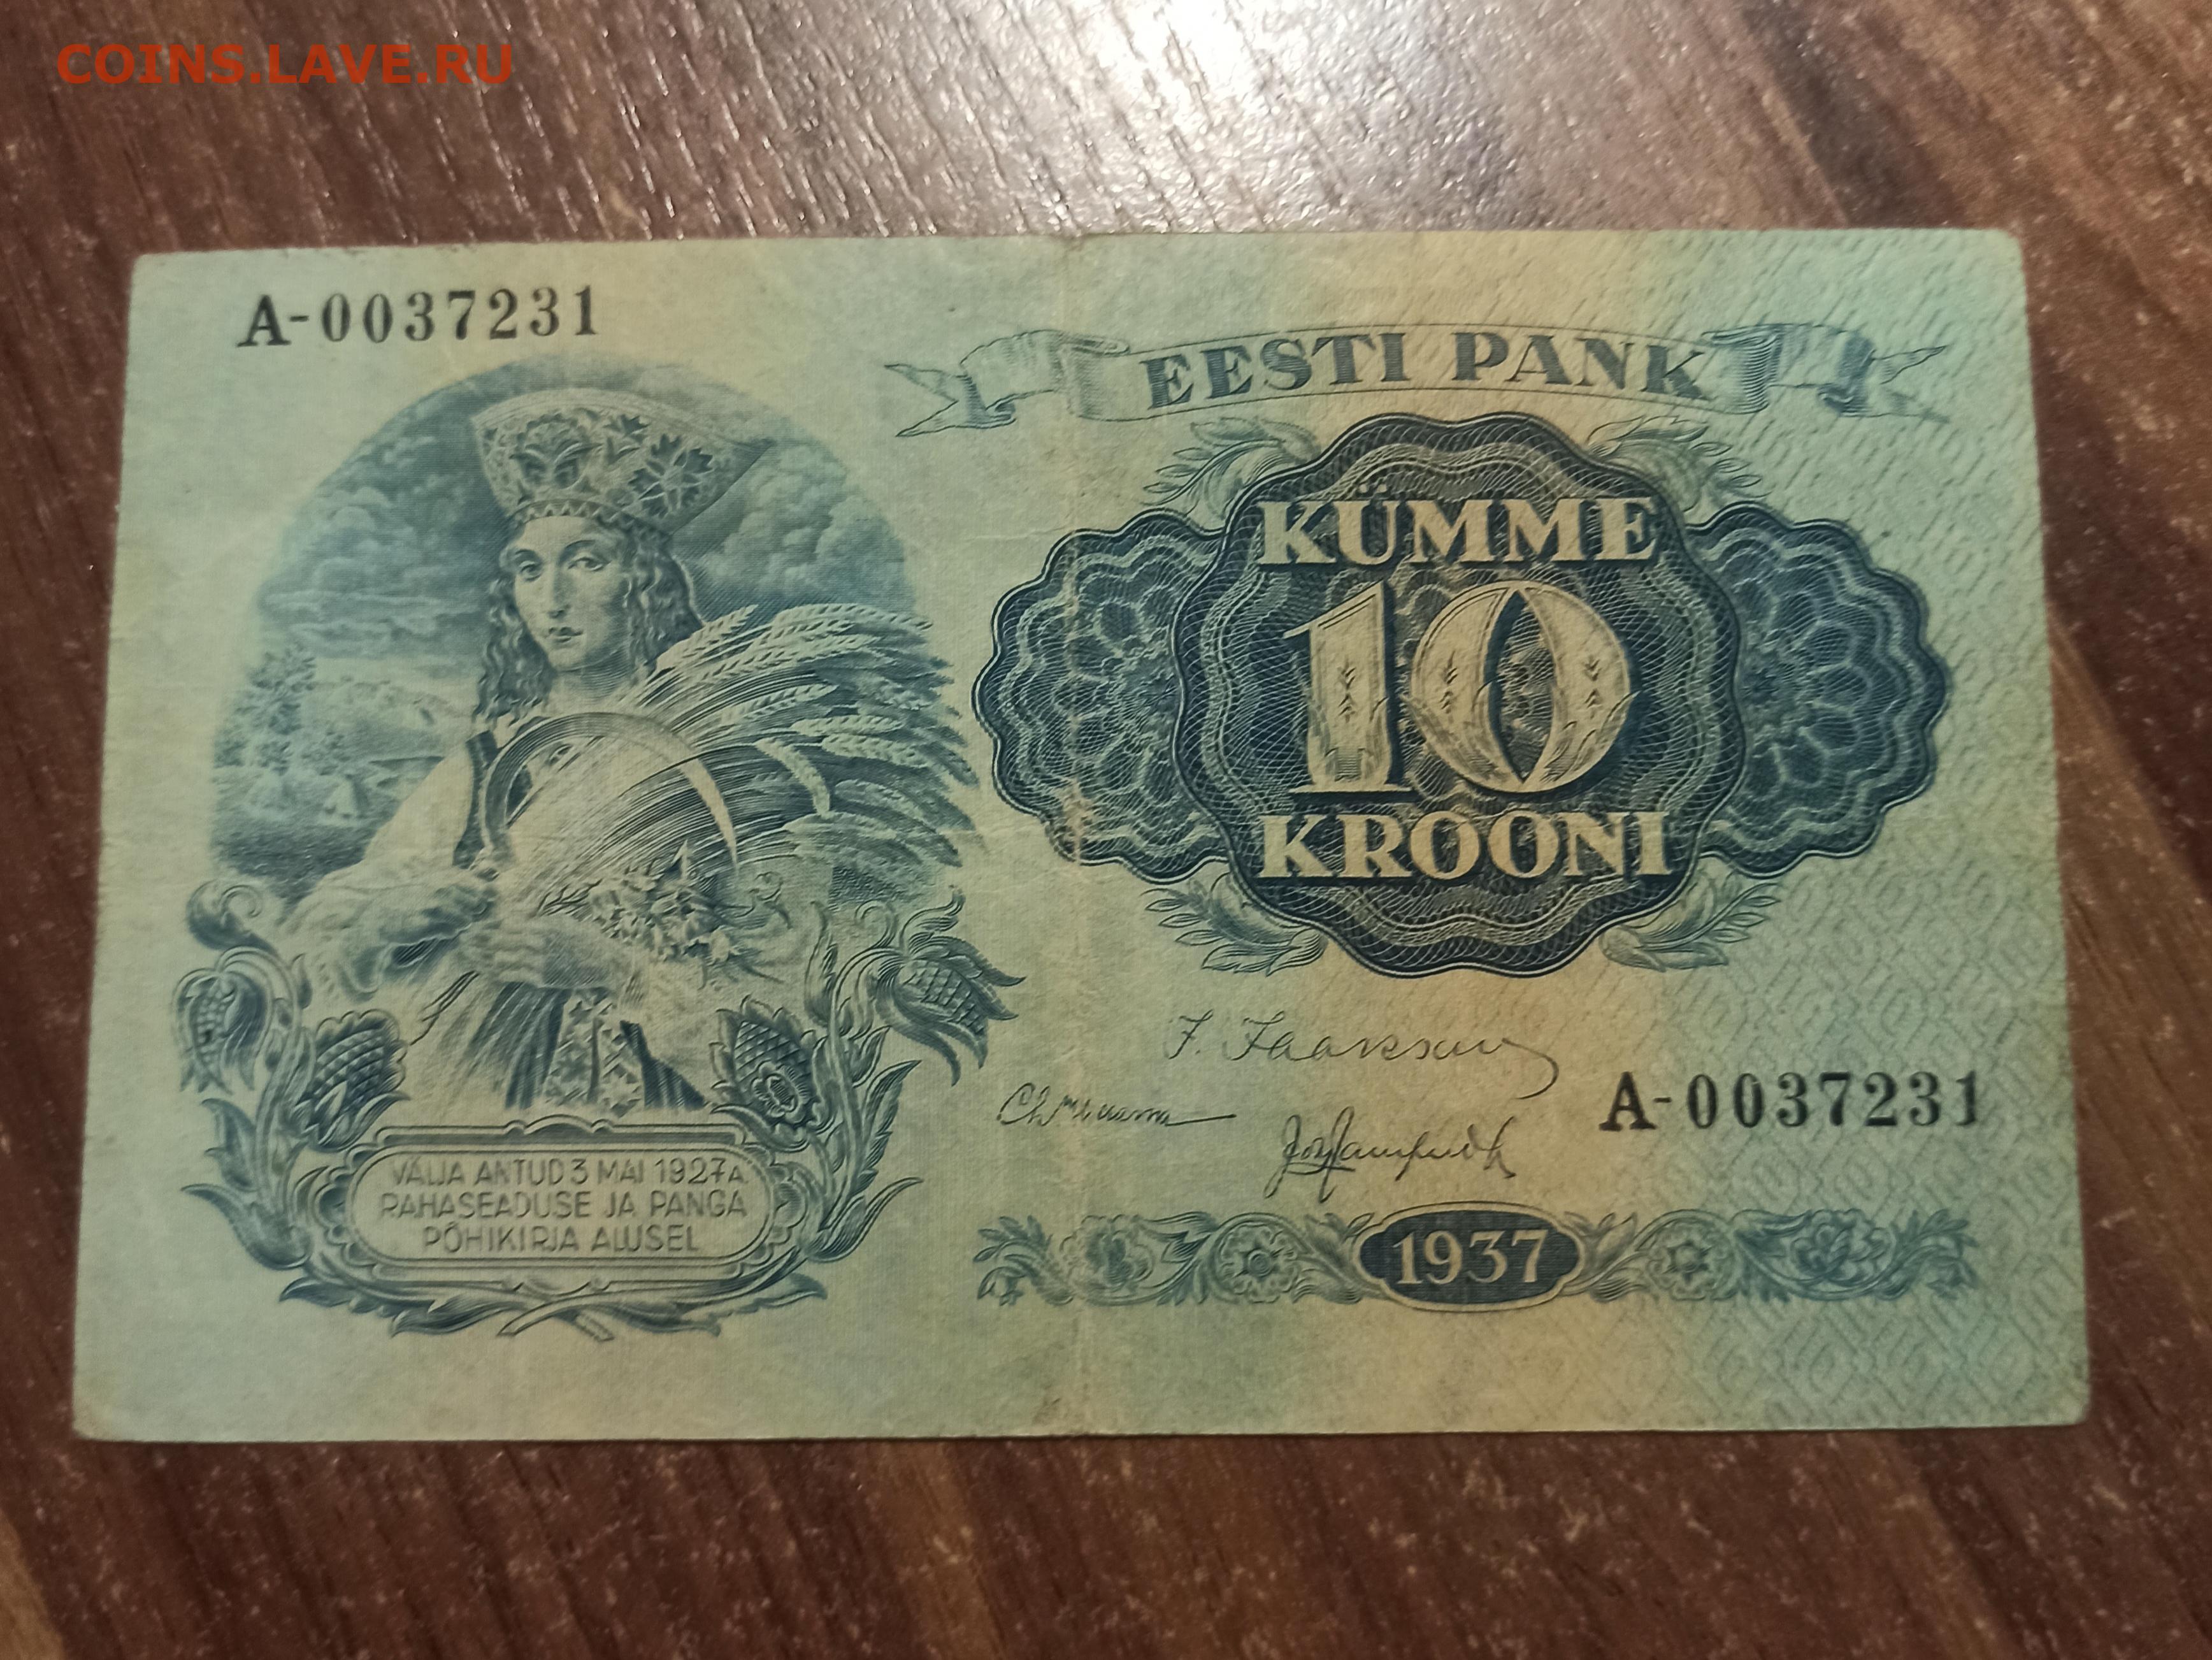 COINS.LAVE.RU
A-0037231
EESTI PANK
KÜMME
10
KROONI
A-0037231
VÄLJA ANTUD 3 MAI 1927 A.
RAHASEADUSE JA PANGA
PÕHIKIRJA ALUSEL
1937